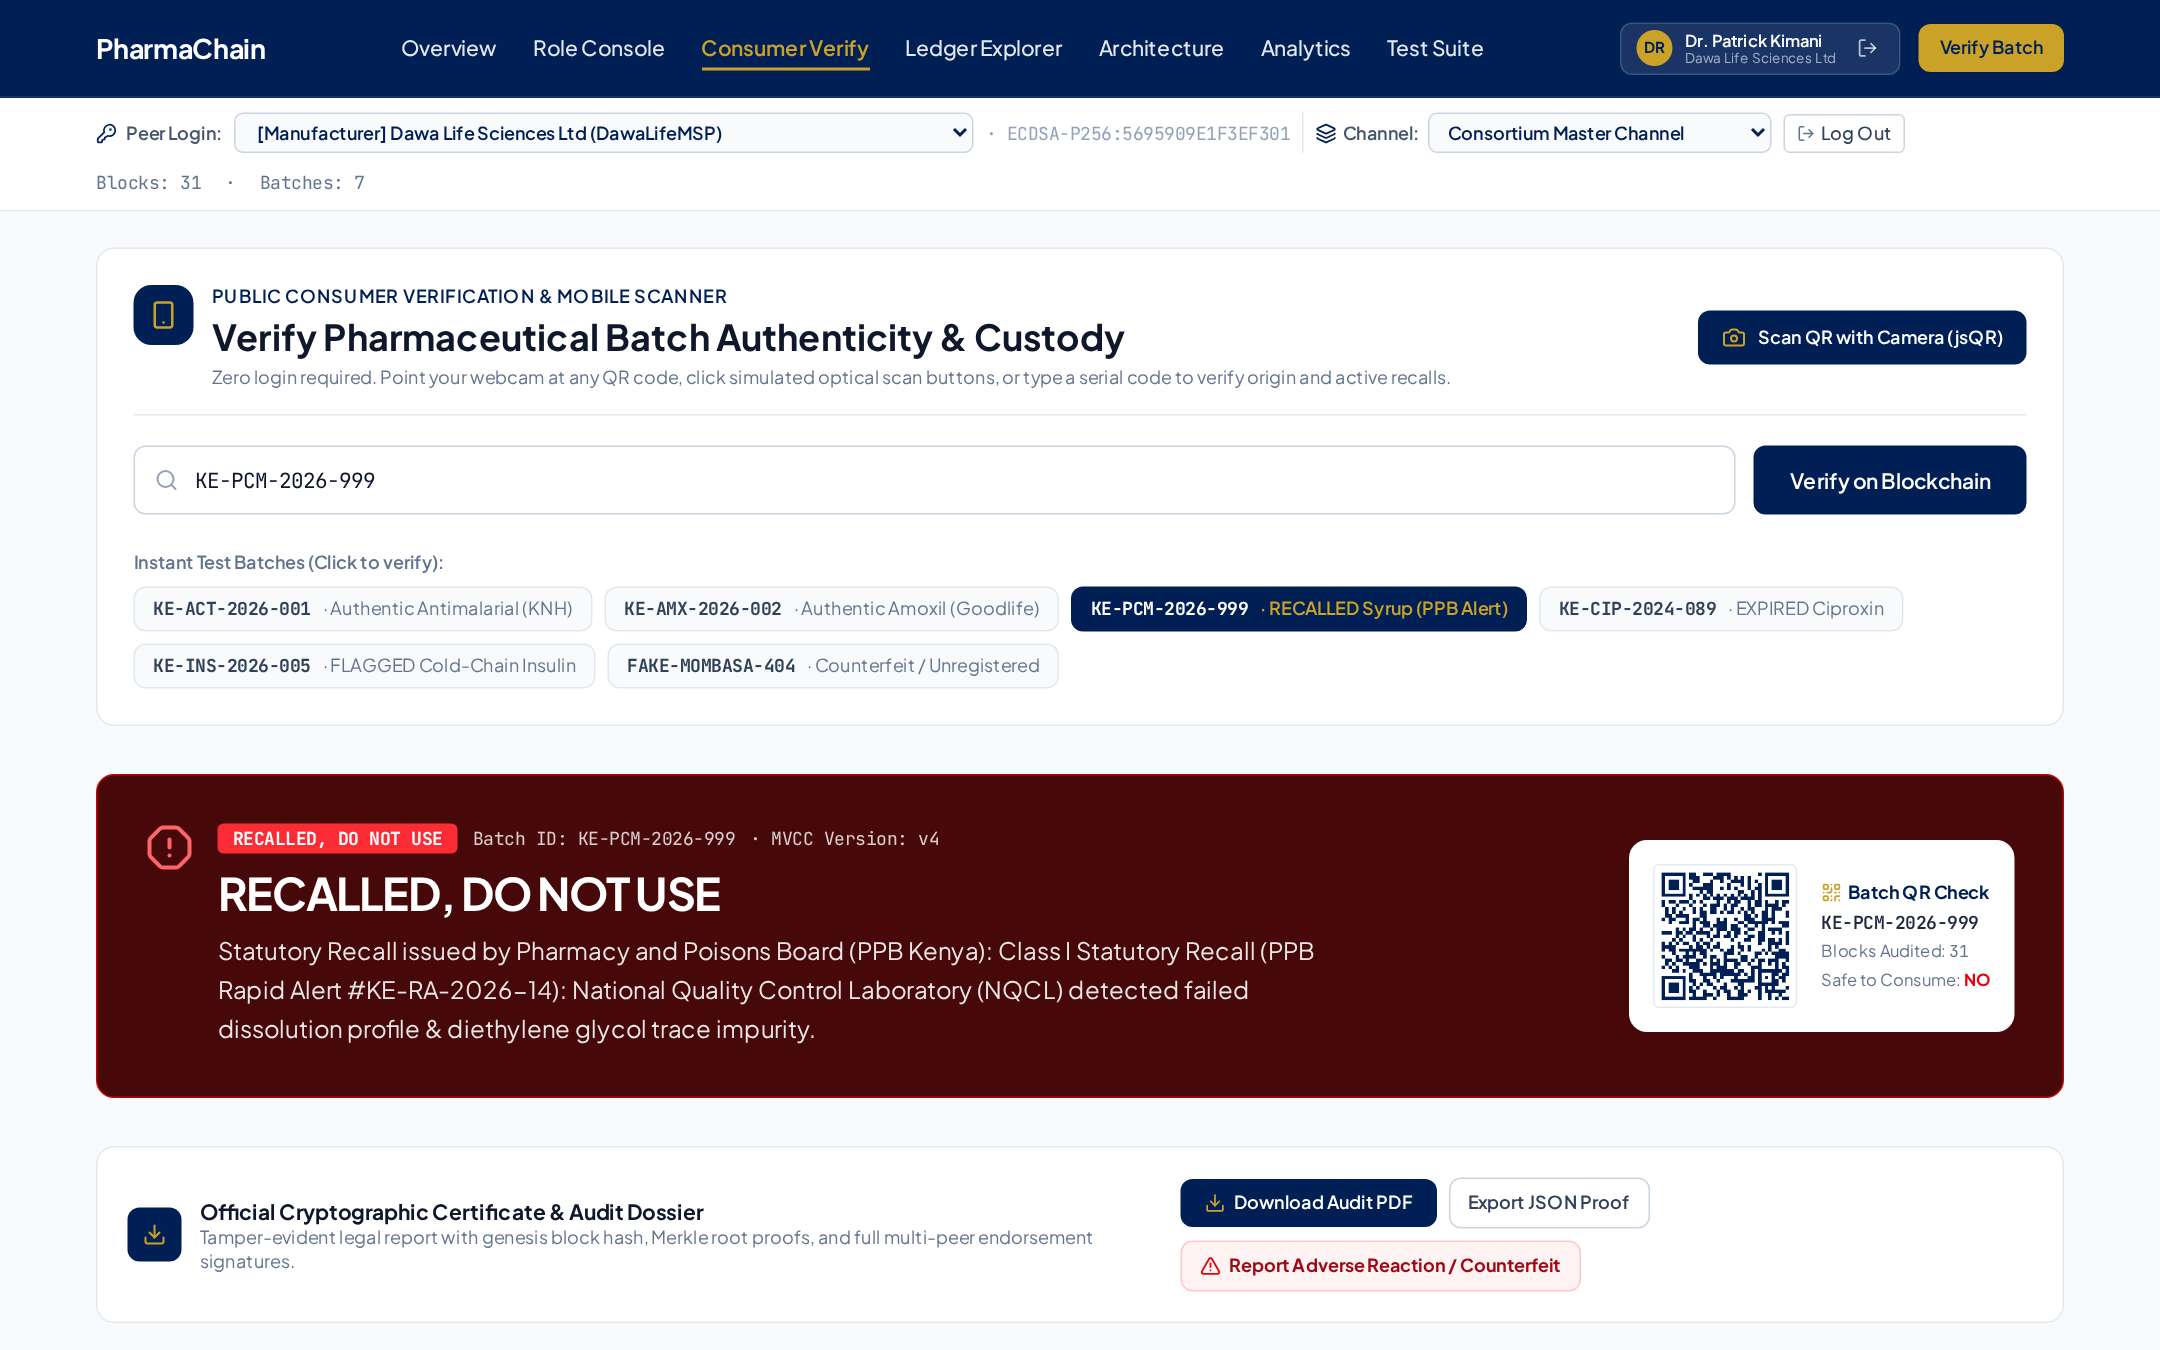 PharmaChain
Overview
Role Console
Consumer Verify
Ledger Explorer
Architecture
Analytics
Test Suite
DR
Dr. Patrick Kimani
Dawa Life Sciences Ltd
Verify Batch
Peer Login:
[Manufacturer] Dawa Life Sciences Ltd (DawaLifeMSP)
· ECDSA-P256:5695909E1F3EF301
Channel:
Consortium Master Channel
Log Out
Blocks: 31 · Batches: 7
PUBLIC CONSUMER VERIFICATION & MOBILE SCANNER
Verify Pharmaceutical Batch Authenticity & Custody
Zero login required. Point your webcam at any QR code, click simulated optical scan buttons, or type a serial code to verify origin and active recalls.
Scan QR with Camera (jsQR)
KE-PCM-2026-999
Verify on Blockchain
Instant Test Batches (Click to verify):
KE-ACT-2026-001 · Authentic Antimalarial (KNH)
KE-AMX-2026-002 · Authentic Amoxil (Goodlife)
KE-PCM-2026-999 · RECALLED Syrup (PPB Alert)
KE-CIP-2024-089 · EXPIRED Ciproxin
KE-INS-2026-005 · FLAGGED Cold-Chain Insulin
FAKE-MOMBASA-404 · Counterfeit / Unregistered
RECALLED, DO NOT USE
Batch ID: KE-PCM-2026-999 · MVCC Version: v4
RECALLED, DO NOT USE
Statutory Recall issued by Pharmacy and Poisons Board (PPB Kenya): Class I Statutory Recall (PPB
Rapid Alert #KE-RA-2026-14): National Quality Control Laboratory (NQCL) detected failed
dissolution profile & diethylene glycol trace impurity.
Batch QR Check
KE-PCM-2026-999
Blocks Audited: 31
Safe to Consume: NO
Official Cryptographic Certificate & Audit Dossier
Tamper-evident legal report with genesis block hash, Merkle root proofs, and full multi-peer endorsement
signatures.
Download Audit PDF
Export JSON Proof
Report Adverse Reaction / Counterfeit